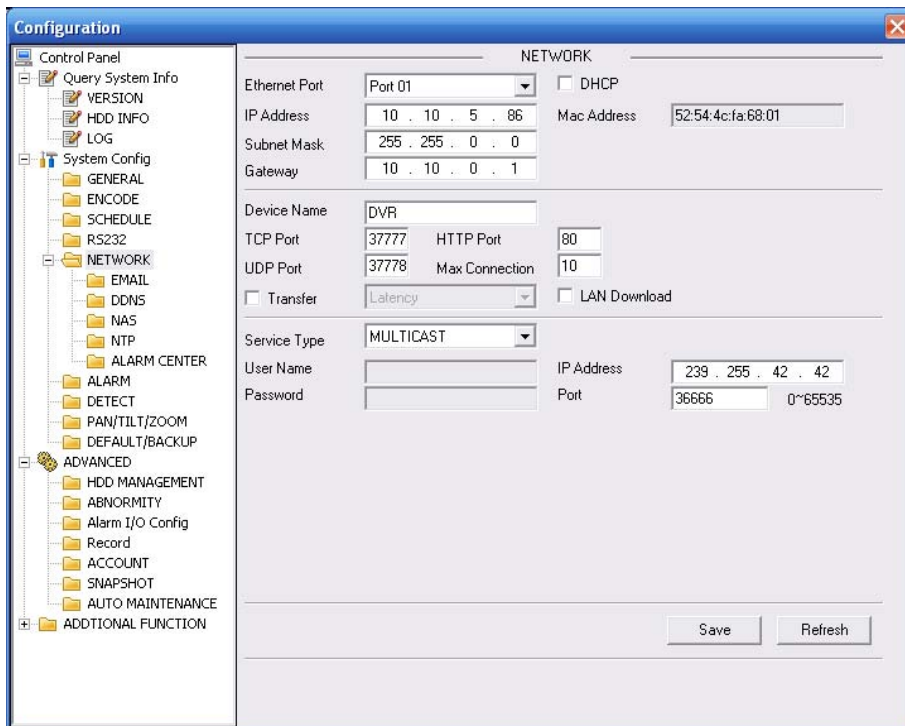 Configuration
Control Panel
Query System Info
VERSION
HDD INFO
LOG
System Config
GENERAL
ENCODE
SCHEDULE
RS232
NETWORK
EMAIL
DDNS
NAS
NTP
ALARM CENTER
ALARM
DETECT
PAN/TILT/ZOOM
DEFAULT/BACKUP
ADVANCED
HDD MANAGEMENT
ABNORMITY
Alarm I/O Config
Record
ACCOUNT
SNAPSHOT
AUTO MAINTENANCE
ADDTIONAL FUNCTION
NETWORK
Ethernet Port Port 01 DHCP
IP Address 10 . 10 . 5 . 86 Mac Address 52:54:4c:fa:68:01
Subnet Mask 255 . 255 . 0 . 0
Gateway 10 . 10 . 0 . 1
Device Name DVR
TCP Port 37777 HTTP Port 80
UDP Port 37778 Max Connection 10
Transfer Latency LAN Download
Service Type MULTICAST
User Name IP Address 239 . 255 . 42 . 42
Password Port 36666 0~65535
Save Refresh